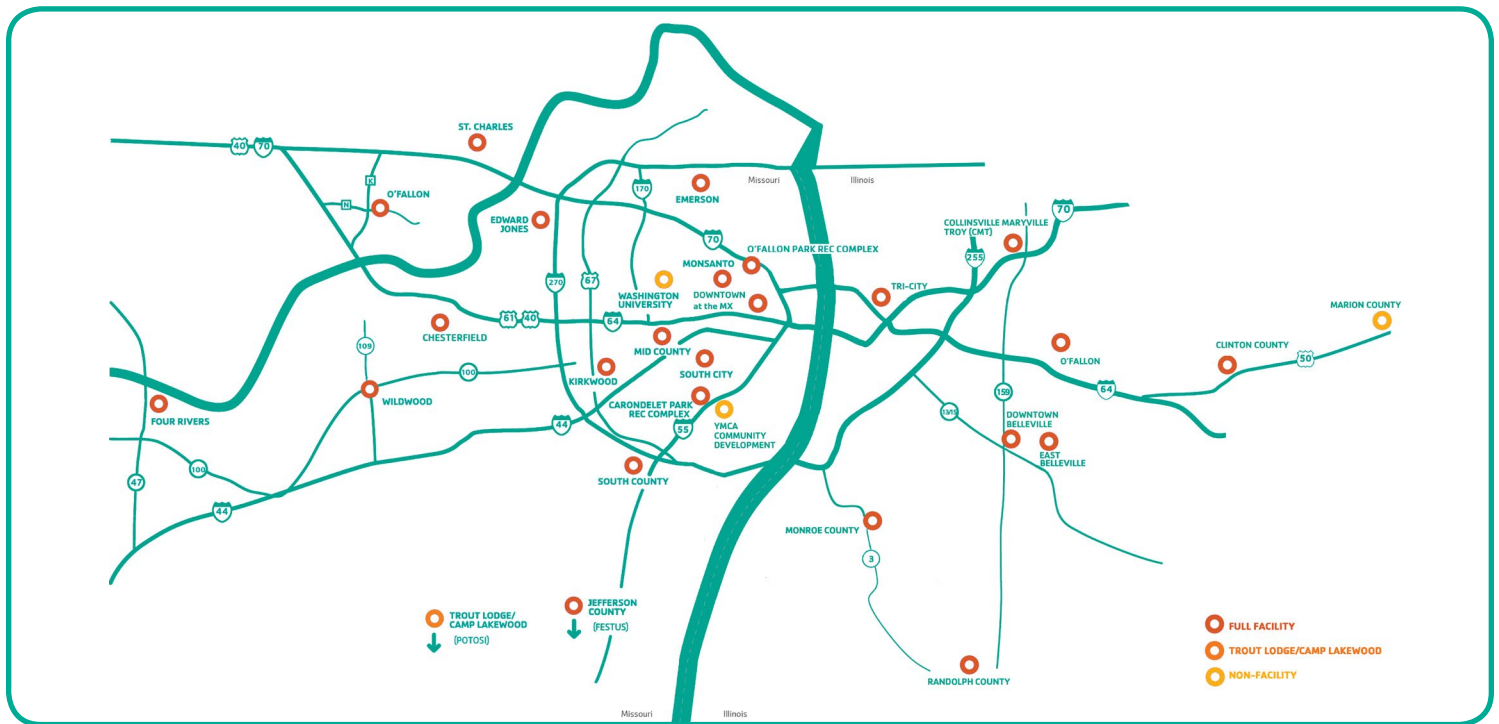 ST. CHARLES
40
70
K
O'FALLON
N
170
EMERSON
Missouri
Illinois
EDWARD
JONES
70
O'FALLON PARK REC COMPLEX
COLLINSVILLE MARYVILLE
TROY (CMT)
70
255
MONSANTO
270
67
WASHINGTON
UNIVERSITY
DOWNTOWN
at the MX
TRI-CITY
MARION COUNTY
61
40
64
CHESTERFIELD
109
MID COUNTY
O'FALLON
CLINTON COUNTY
50
100
KIRKWOOD
SOUTH CITY
64
159
WILDWOOD
CARONDELET PARK
REC COMPLEX
13/15
FOUR RIVERS
44
55
YMCA
COMMUNITY
DEVELOPMENT
DOWNTOWN
BELLEVILLE
EAST
BELLEVILLE
100
47
SOUTH COUNTY
44
MONROE COUNTY
3
TROUT LODGE/
CAMP LAKEWOOD
(POTOSI)
JEFFERSON
COUNTY
(FESTUS)
RANDOLPH COUNTY
FULL FACILITY
TROUT LODGE/CAMP LAKEWOOD
NON-FACILITY
Missouri
Illinois